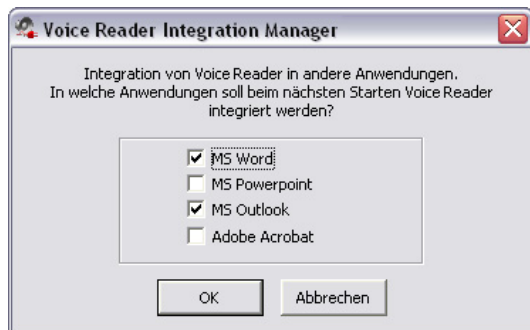 Voice Reader Integration Manager
Integration von Voice Reader in andere Anwendungen.
In welche Anwendungen soll beim nächsten Starten Voice Reader
integriert werden?
MS Word
MS Powerpoint
MS Outlook
Adobe Acrobat
OK Abbrechen